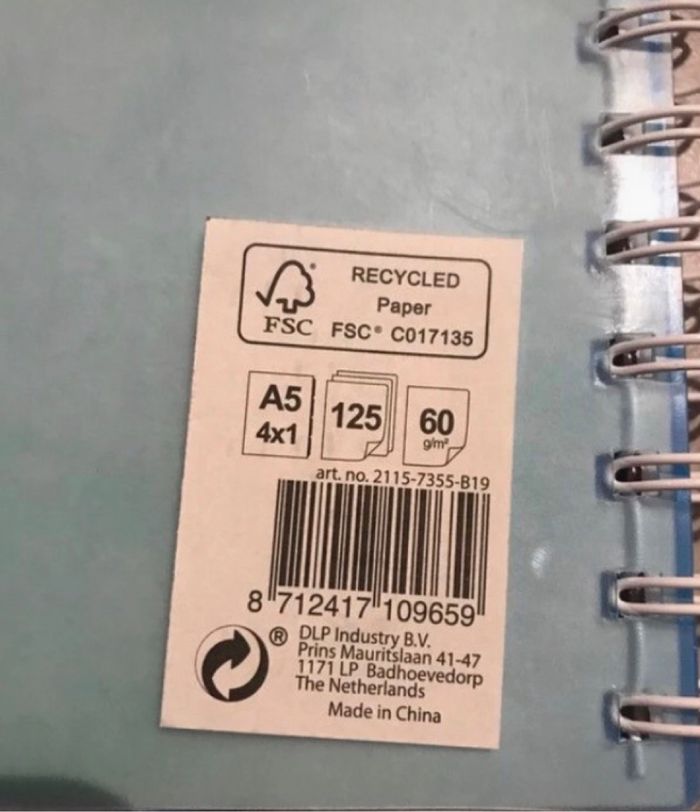 RECYCLED
Paper
FSC
FSC® C017135
A5
4x1
125
60
g/m²
art. no. 2115-7355-B19
8 712417 109659
® DLP Industry B.V.
Prins Mauritslaan 41-47
1171 LP Badhoevedorp
The Netherlands
Made in China